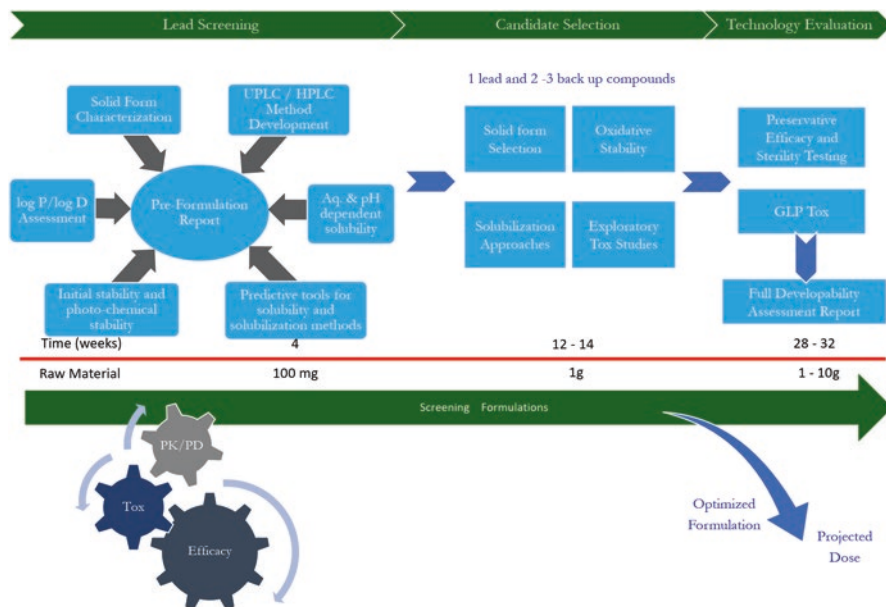 Lead Screening
Candidate Selection
Technology Evaluation
Solid Form
Characterization
UPLC / HPLC
Method
Development
log P/log D
Assessment
Pre-Formulation
Report
Aq. & pH
dependent
solubility
Initial stability and
photo-chemical
stability
Predictive tools for
solubility and
solubilization methods
1 lead and 2 -3 back up compounds
Solid form
Selection
Oxidative
Stability
Solubilization
Approaches
Exploratory
Tox Studies
Preservative
Efficacy and
Sterility Testing
GLP Tox
Full Developability
Assessment Report
Time (weeks)
4
12 - 14
28 - 32
Raw Material
100 mg
1g
1 - 10g
Screening Formulations
PK/PD
Tox
Efficacy
Optimized
Formulation
Projected
Dose